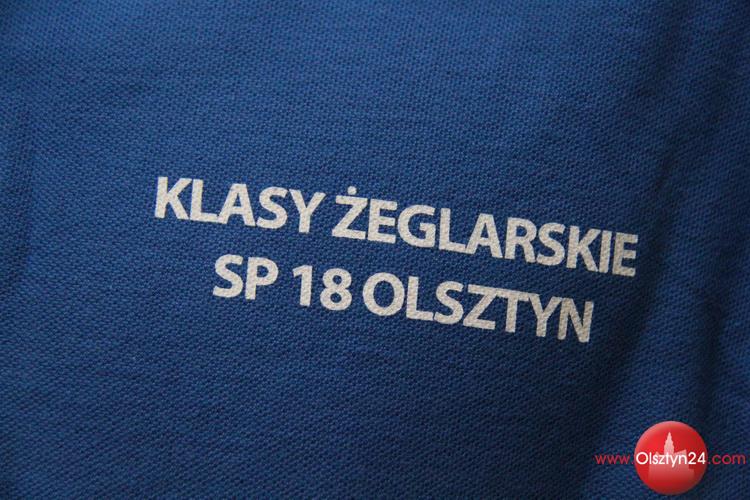 KLASY ŻEGLARSKIE
SP 18 OLSZTYN
www.Olsztyn24.com